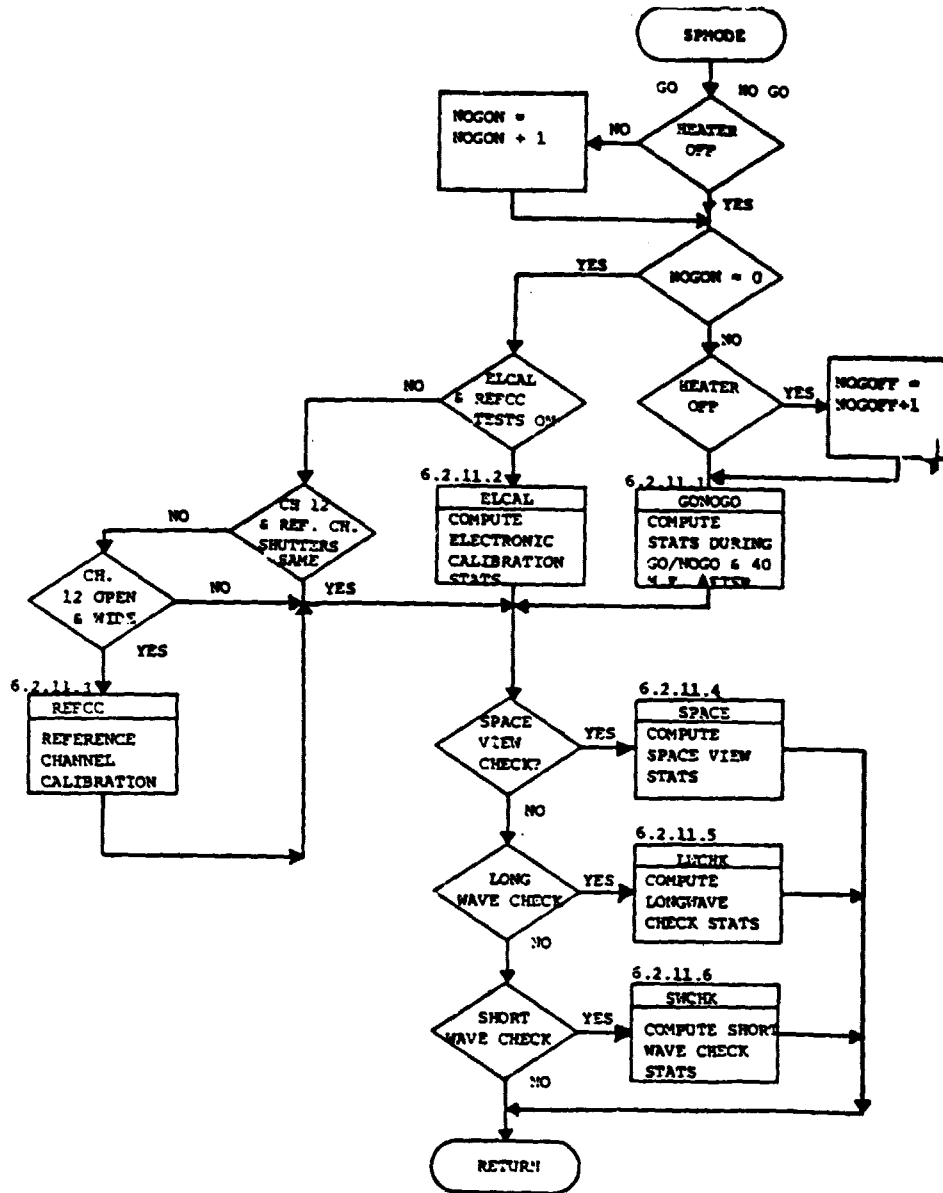 SPMODE
GO
NO GO
HEATER
OFF
NO
NOGON =
NOGON + 1
YES
NOGON = 0
YES
NO
HEATER
OFF
YES
NOGOFF =
NOGOFF+1
ELCAL
& REFCC
TESTS ON
NO
6.2.11.2
ELCAL
COMPUTE
ELECTRONIC
CALIBRATION
STATS
6.2.11.1
GONOGO
COMPUTE
STATS DURING
GO/NOGO & 40
CH 12
& REF. CH.
SHUTTERS
SAME
NO
YES
CH.
12 OPEN
& WIDE
NO
YES
6.2.11.3
REFCC
REFERENCE
CHANNEL
CALIBRATION
SPACE
VIEW
CHECK?
YES
NO
6.2.11.4
SPACE
COMPUTE
SPACE VIEW
STATS
LONG
WAVE CHECK
YES
NO
6.2.11.5
LWCHK
COMPUTE
LONGWAVE
CHECK STATS
SHORT
WAVE CHECK
YES
NO
6.2.11.6
SWCHK
COMPUTE SHORT
WAVE CHECK
STATS
RETURN